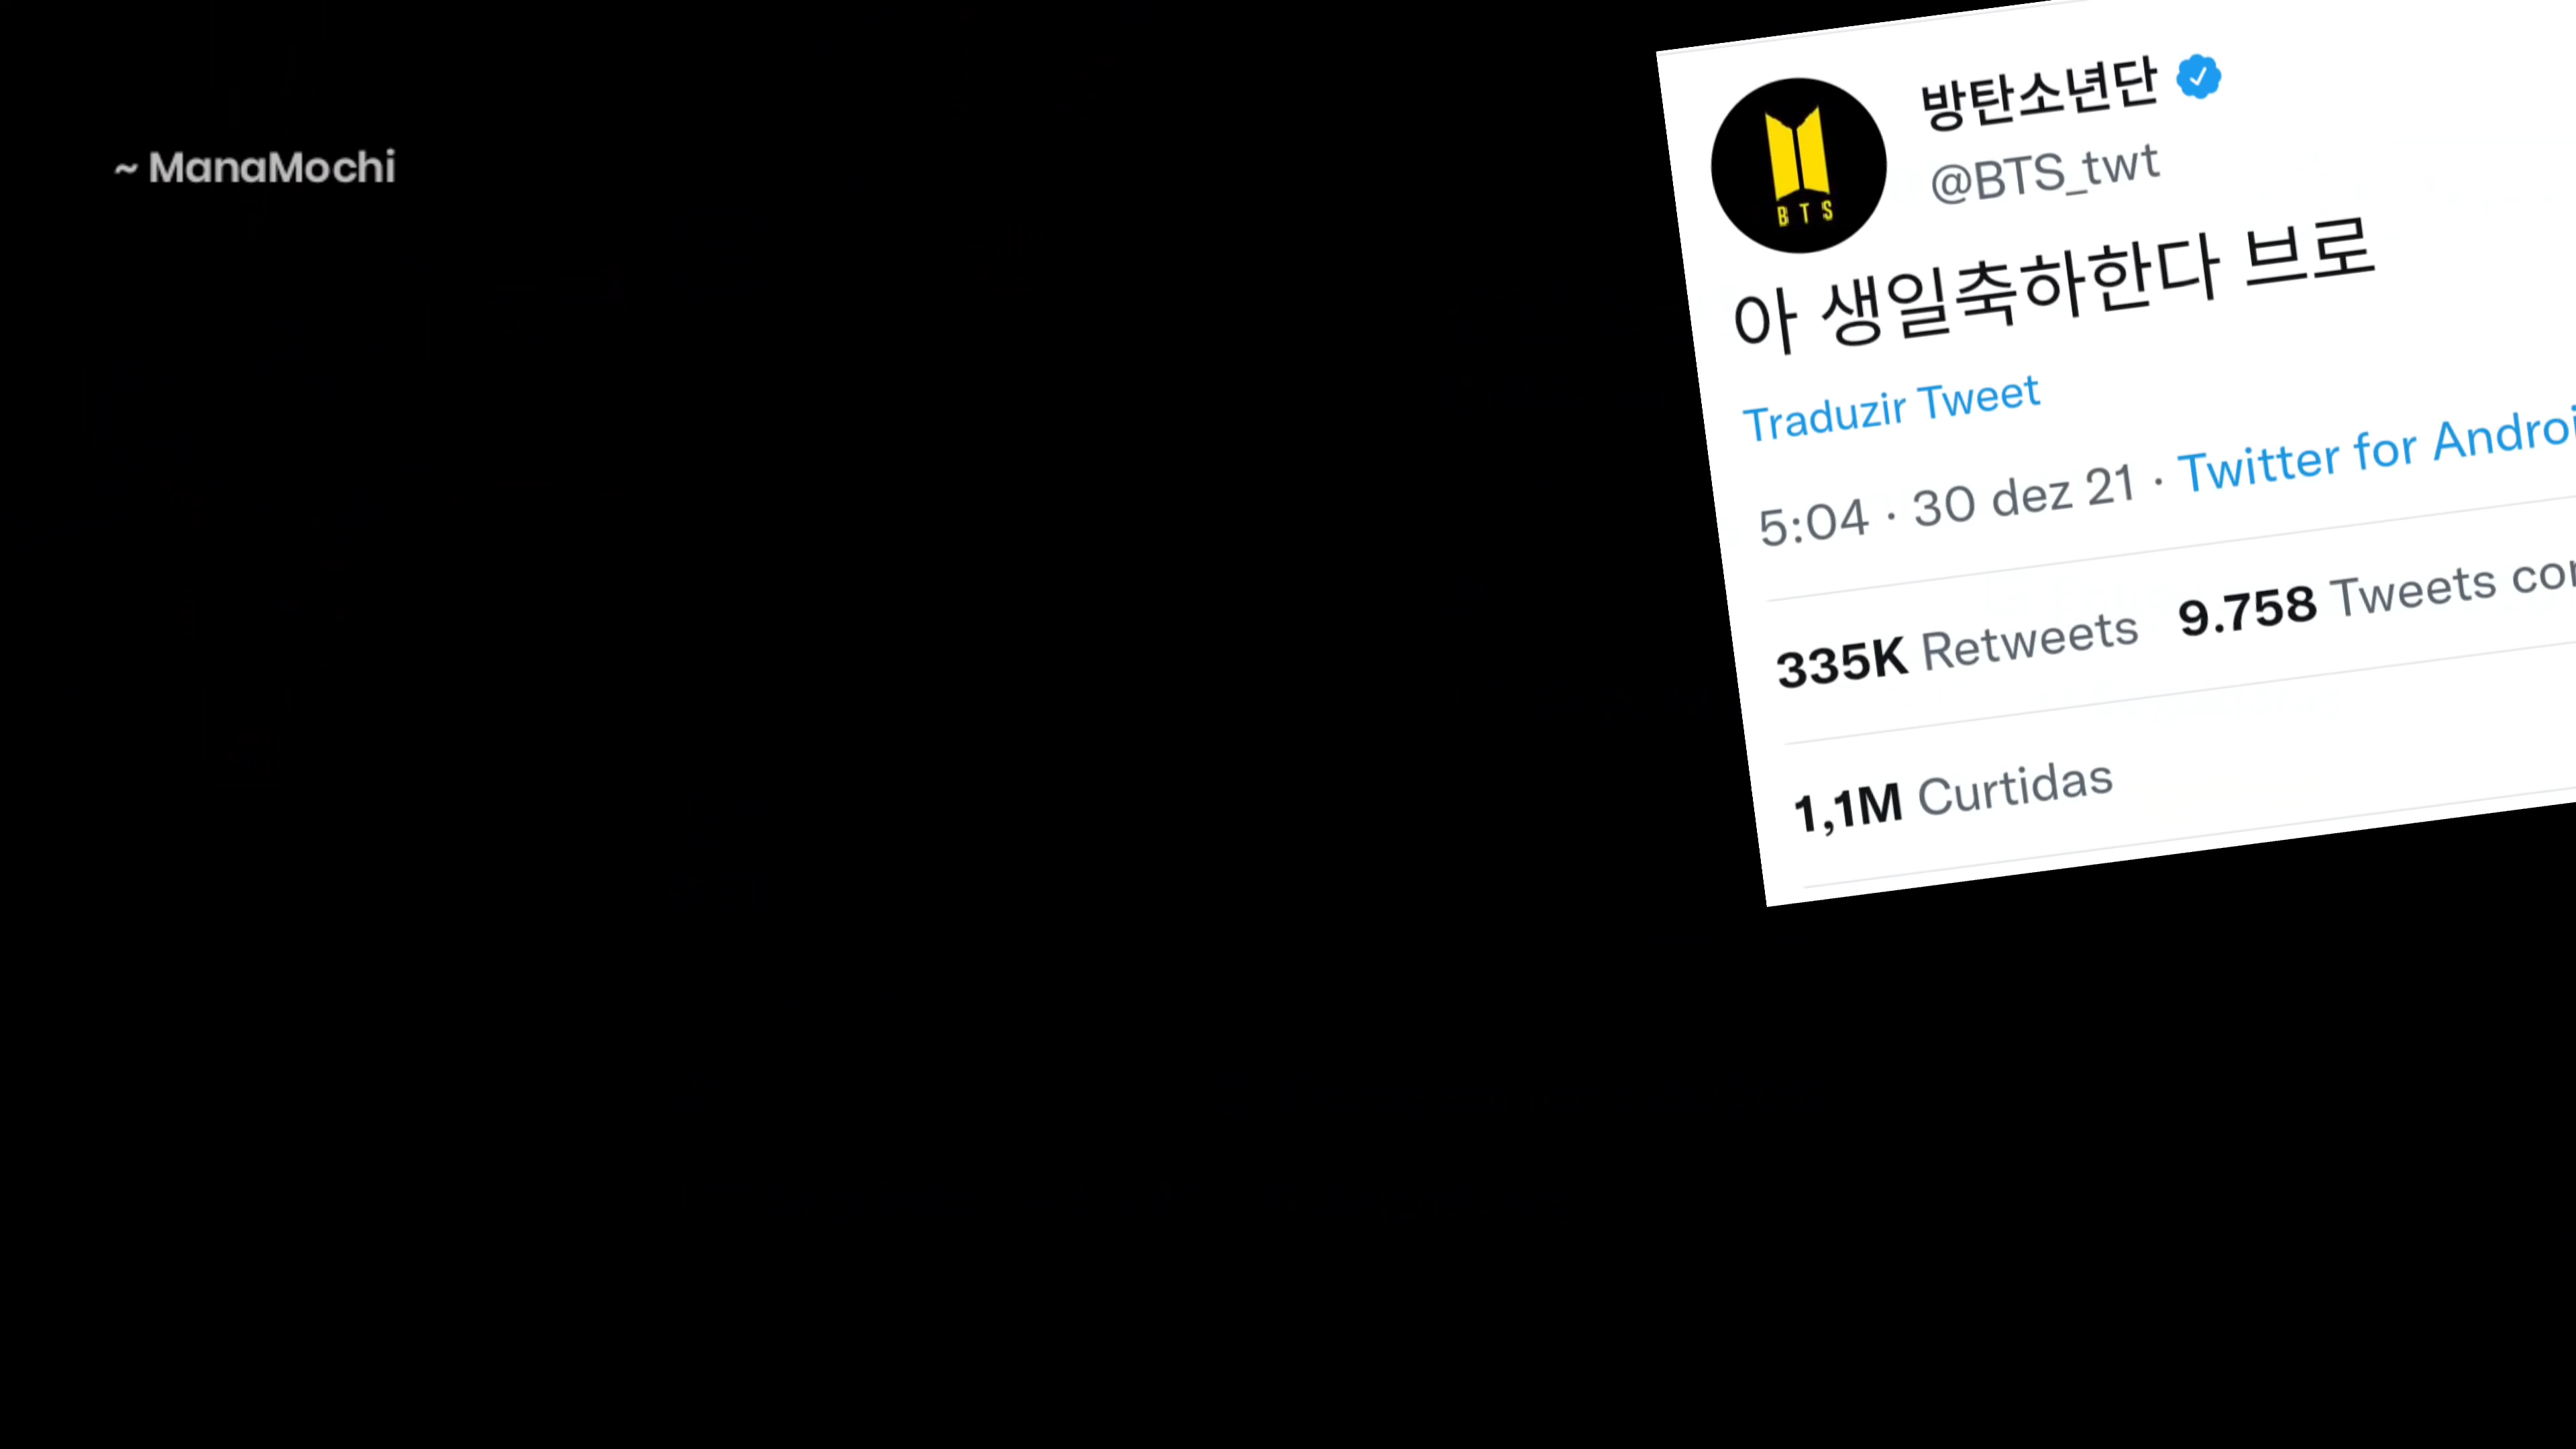 ~ ManaMochi
방탄소년단
@BTS_twt
B T S
아 생일축하한다 브로
Traduzir Tweet
5:04 · 30 dez 21 · Twitter for Androi
335K Retweets 9.758 Tweets co
1,1M Curtidas